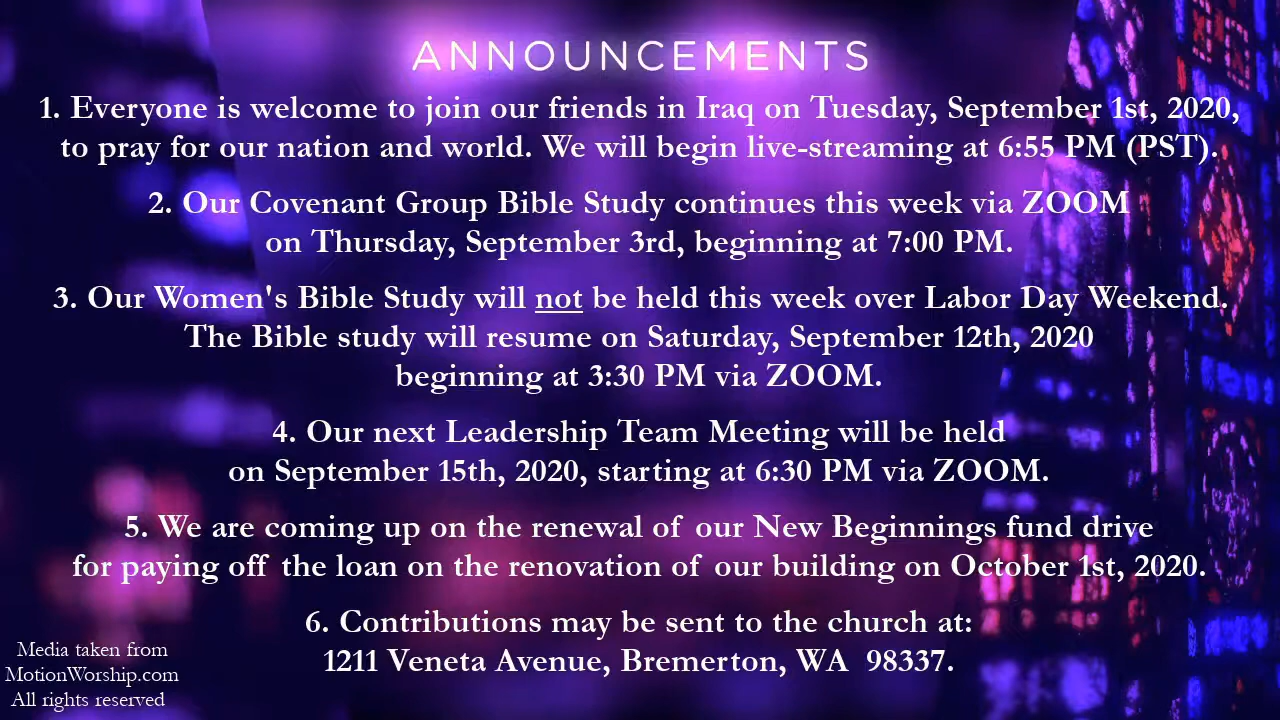 ANNOUNCEMENTS
1. Everyone is welcome to join our friends in Iraq on Tuesday, September 1st, 2020,
to pray for our nation and world. We will begin live-streaming at 6:55 PM (PST).
2. Our Covenant Group Bible Study continues this week via ZOOM
on Thursday, September 3rd, beginning at 7:00 PM.
3. Our Women's Bible Study will not be held this week over Labor Day Weekend.
The Bible study will resume on Saturday, September 12th, 2020
beginning at 3:30 PM via ZOOM.
4. Our next Leadership Team Meeting will be held
on September 15th, 2020, starting at 6:30 PM via ZOOM.
5. We are coming up on the renewal of our New Beginnings fund drive
for paying off the loan on the renovation of our building on October 1st, 2020.
6. Contributions may be sent to the church at:
1211 Veneta Avenue, Bremerton, WA 98337.
Media taken from
MotionWorship.com
All rights reserved